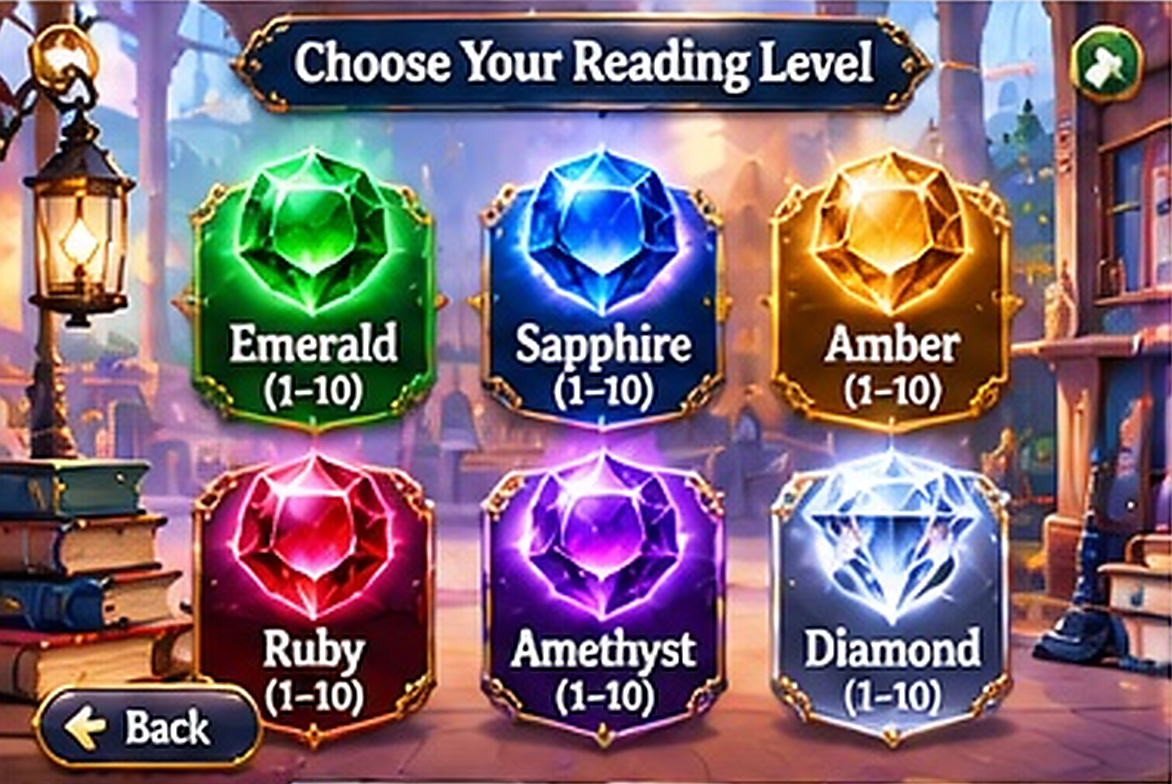 Choose Your Reading Level
Emerald
(1–10)
Sapphire
(1–10)
Amber
(1–10)
Ruby
(1–10)
Amethyst
(1–10)
Diamond
(1–10)
Back